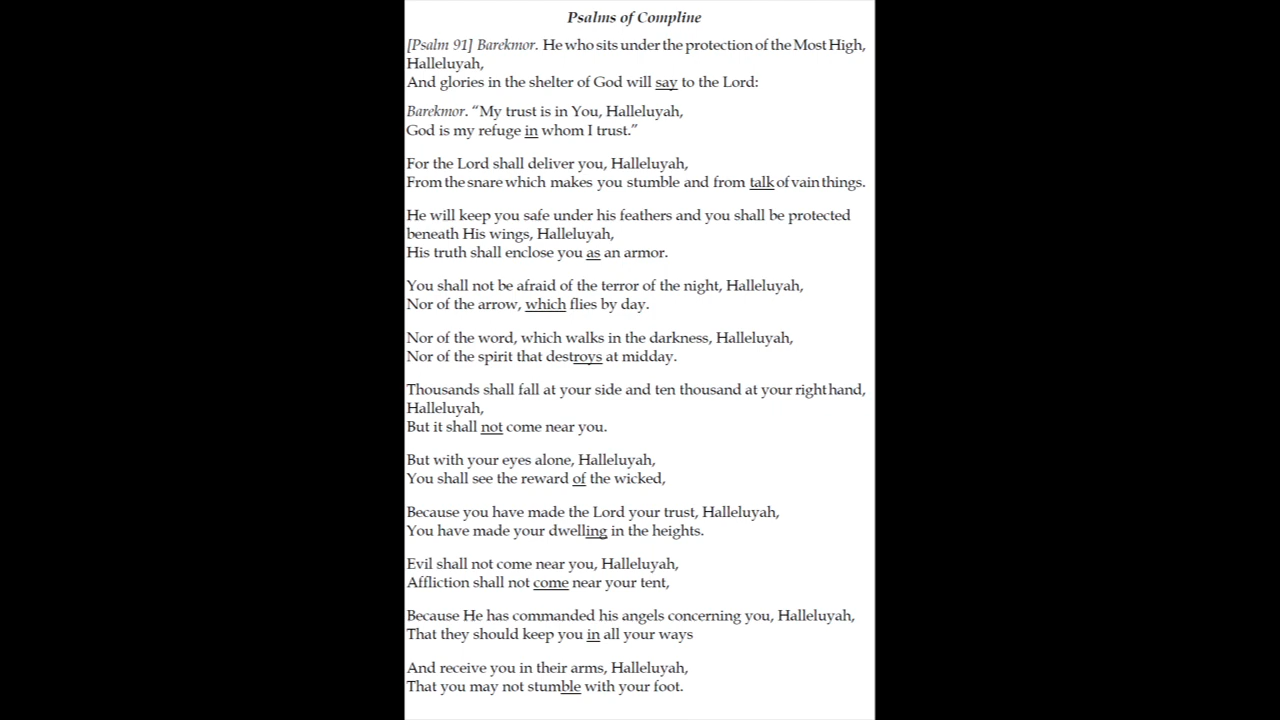 Psalms of Compline
[Psalm 91] Barekmor. He who sits under the protection of the Most High,
Halleluyah,
And glories in the shelter of God will say to the Lord:
Barekmor. “My trust is in You, Halleluyah,
God is my refuge in whom I trust.”
For the Lord shall deliver you, Halleluyah,
From the snare which makes you stumble and from talk of vain things.
He will keep you safe under his feathers and you shall be protected
beneath His wings, Halleluyah,
His truth shall enclose you as an armor.
You shall not be afraid of the terror of the night, Halleluyah,
Nor of the arrow, which flies by day.
Nor of the word, which walks in the darkness, Halleluyah,
Nor of the spirit that destroys at midday.
Thousands shall fall at your side and ten thousand at your right hand,
Halleluyah,
But it shall not come near you.
But with your eyes alone, Halleluyah,
You shall see the reward of the wicked,
Because you have made the Lord your trust, Halleluyah,
You have made your dwelling in the heights.
Evil shall not come near you, Halleluyah,
Affliction shall not come near your tent,
Because He has commanded his angels concerning you, Halleluyah,
That they should keep you in all your ways
And receive you in their arms, Halleluyah,
That you may not stumble with your foot.